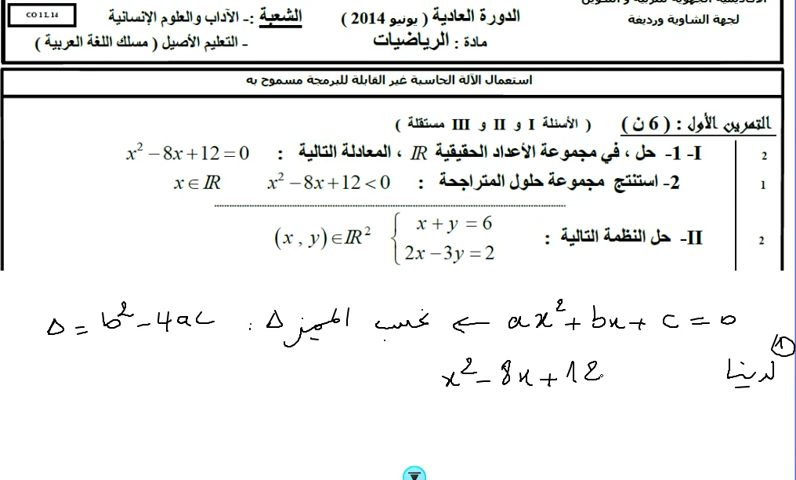 الدورة العادية ( يونيو 2014 )
الشعبة :- الآداب والعلوم الإنسانية
CO 1 L 14
لجهة الشاوية ورديغة
مادة : الرياضيات
- التعليم الأصيل ( مسلك اللغة العربية )
استعمال الآلة الحاسبة غير القابلة للبرمجة مسموح به
التمرين الأول : ( 6 ن ) ( الأسئلة I و II و III مستقلة )
2 I- 1- حل ، في مجموعة الأعداد الحقيقية IR ، المعادلة التالية : x² − 8x + 12 = 0
1 2- استنتج مجموعة حلول المتراجحة : x² − 8x + 12 < 0 x ∈ IR
2 II- حل النظمة التالية : { x + y = 6
2x − 3y = 2 (x , y) ∈ IR²
ax² + bx + c = 0 ← نحسب المميز Δ : Δ = b² − 4ac
① لدينا x² − 8x + 12